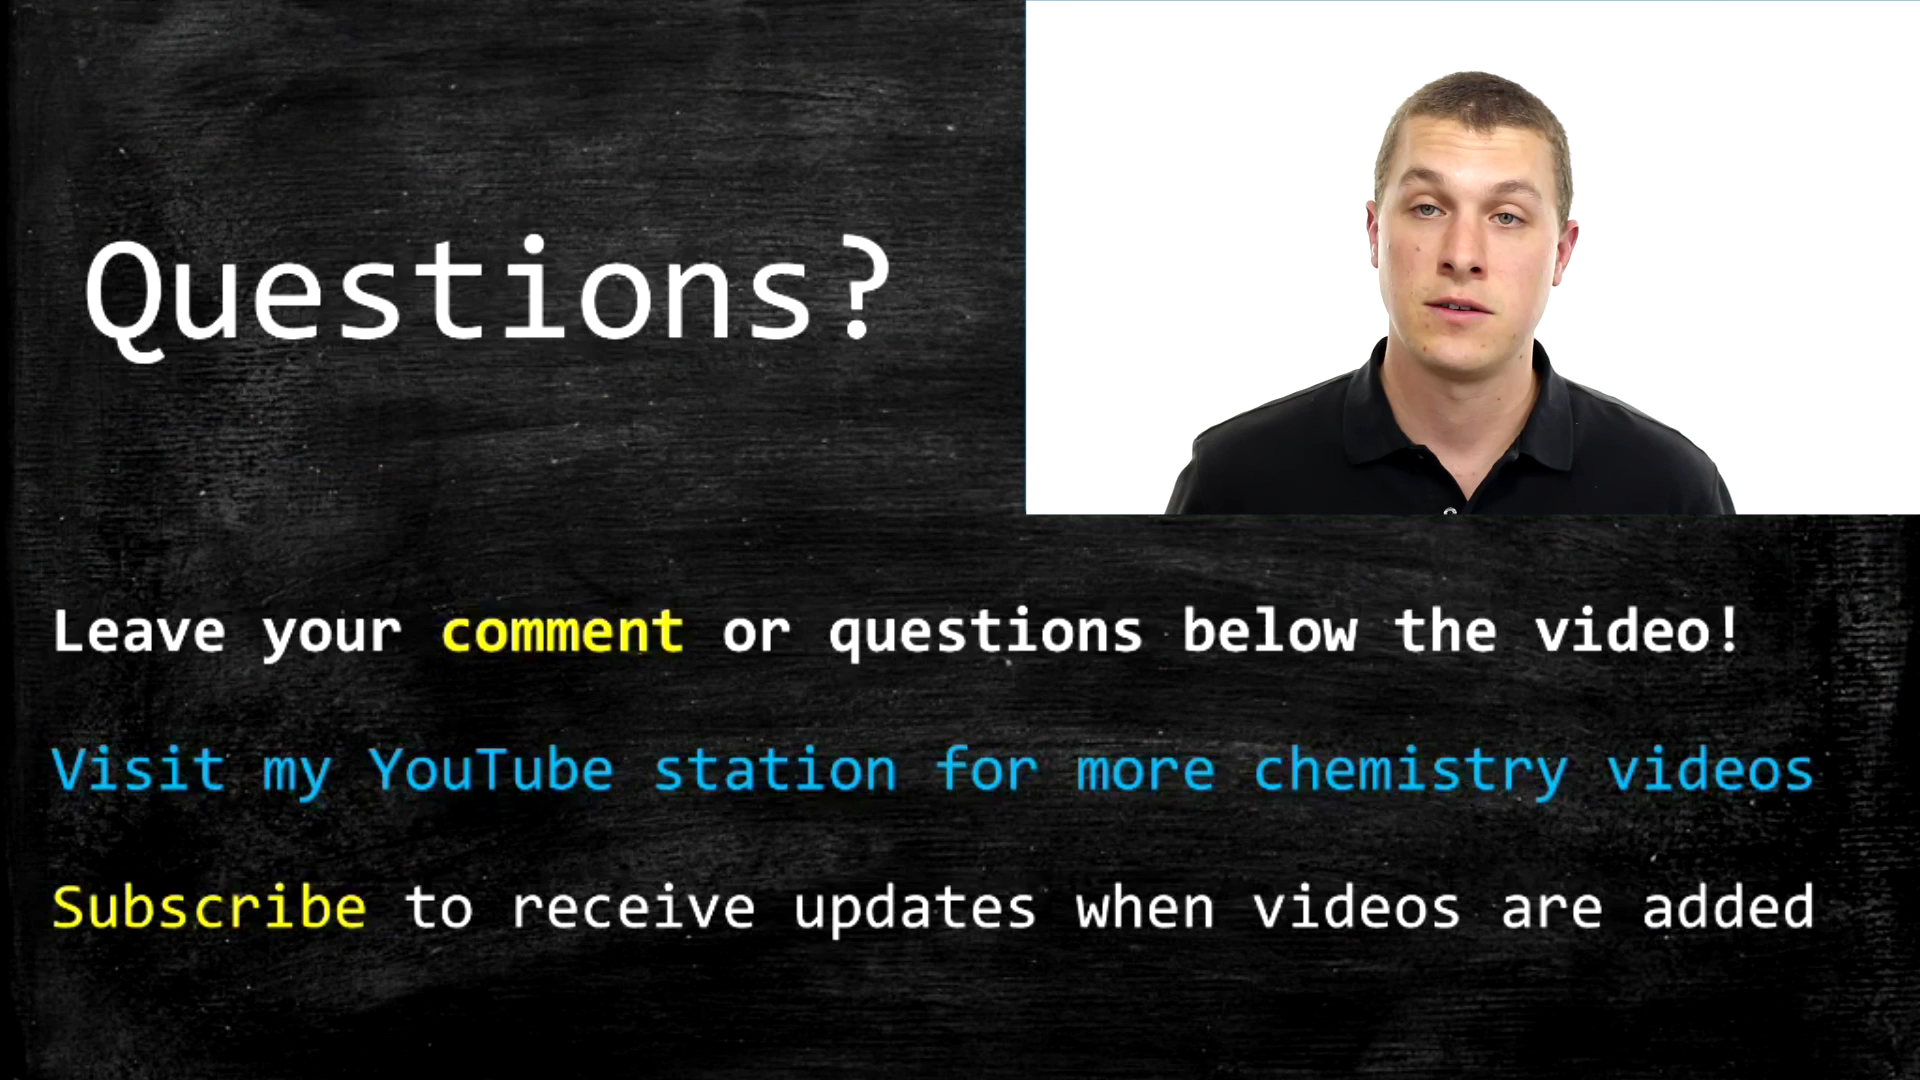 Questions?
Leave your comment or questions below the video!
Visit my YouTube station for more chemistry videos
Subscribe to receive updates when videos are added